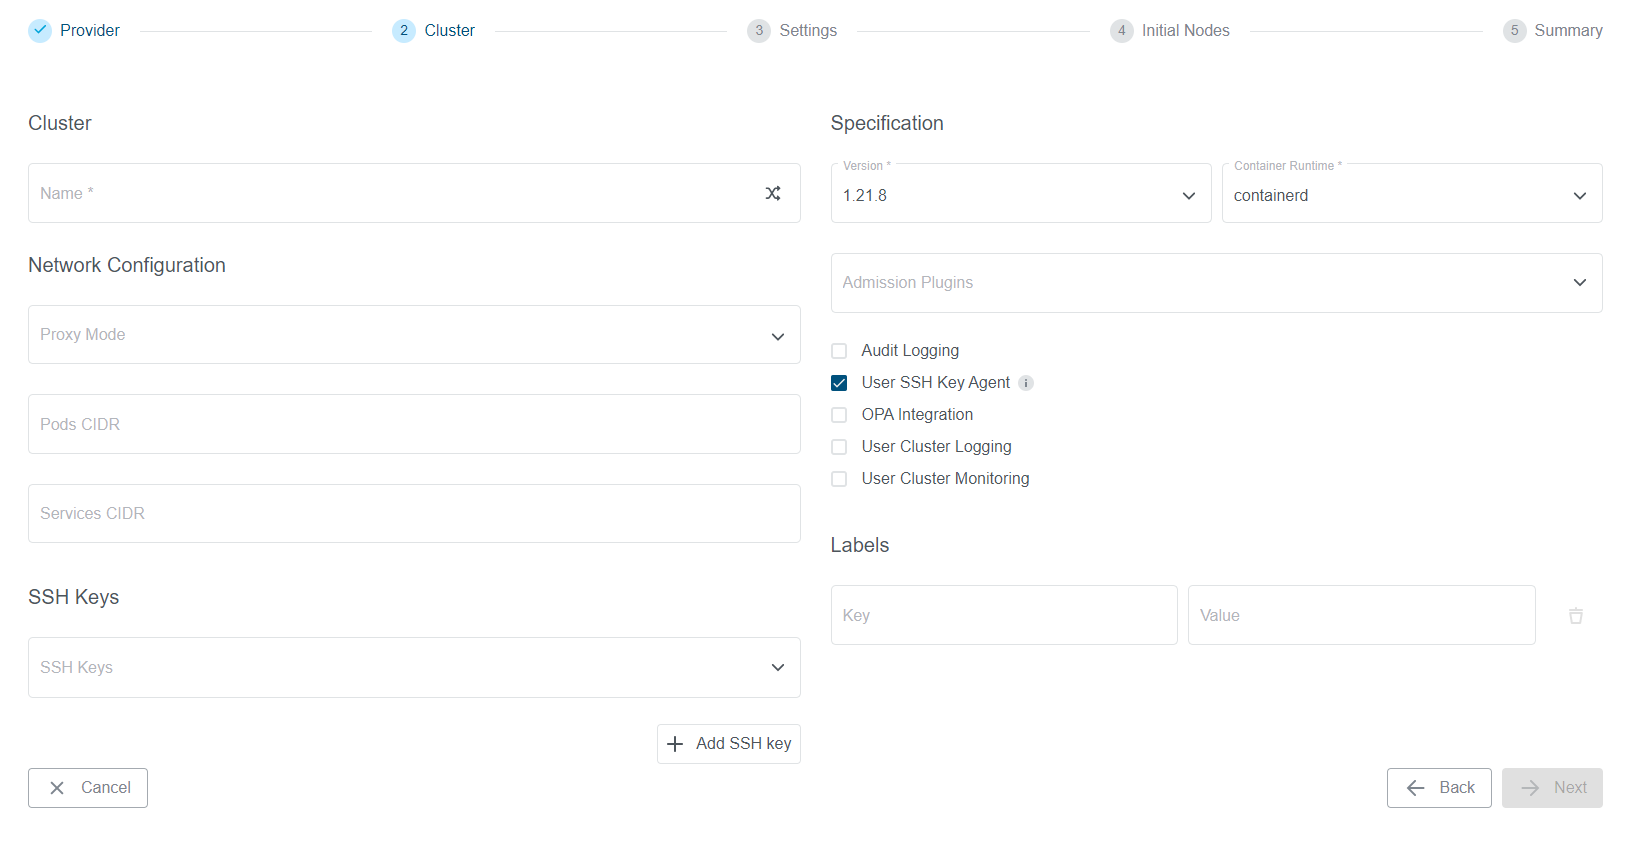 Provider
2 Cluster
3 Settings
4 Initial Nodes
5 Summary
Cluster
Name *
Network Configuration
Proxy Mode
Pods CIDR
Services CIDR
SSH Keys
SSH Keys
Add SSH key
Specification
Version *
1.21.8
Container Runtime *
containerd
Admission Plugins
Audit Logging
User SSH Key Agent i
OPA Integration
User Cluster Logging
User Cluster Monitoring
Labels
Key
Value
Cancel
Back
Next